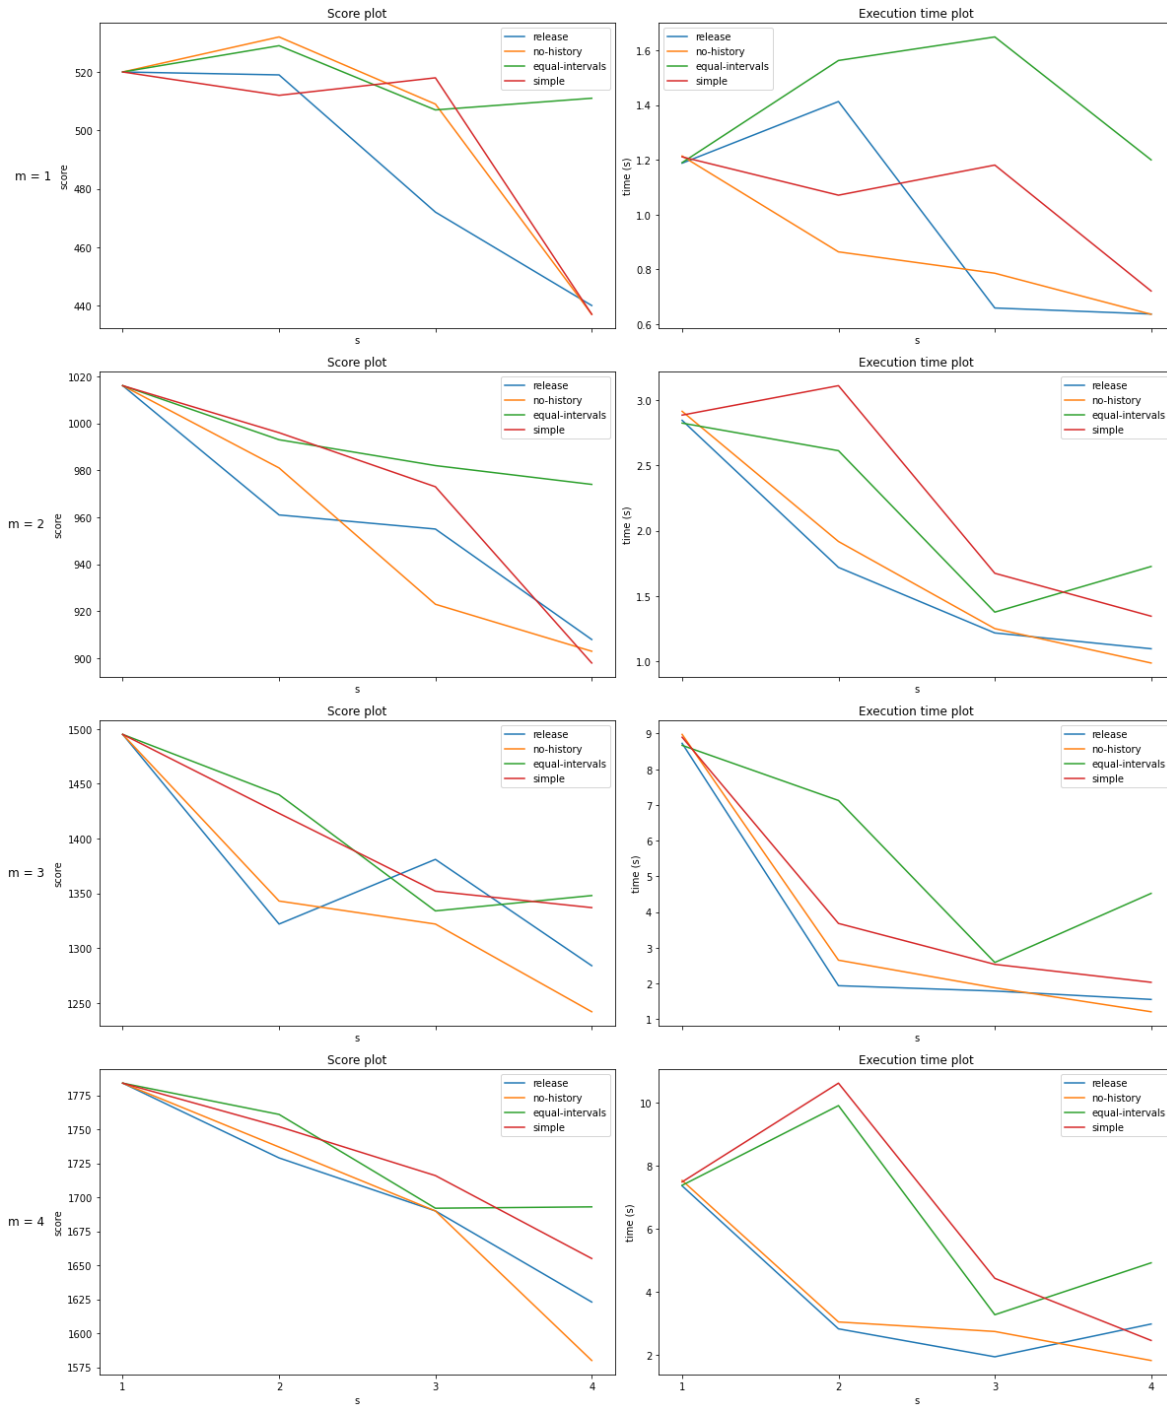 Score plot
Execution time plot
m = 1
score
520
500
480
460
440
release
no-history
equal-intervals
simple
s
time (s)
1.6
1.4
1.2
1.0
0.8
0.6
release
no-history
equal-intervals
simple
s
Score plot
Execution time plot
m = 2
score
1020
1000
980
960
940
920
900
release
no-history
equal-intervals
simple
s
time (s)
3.0
2.5
2.0
1.5
1.0
release
no-history
equal-intervals
simple
s
Score plot
Execution time plot
m = 3
score
1500
1450
1400
1350
1300
1250
release
no-history
equal-intervals
simple
s
time (s)
9
8
7
6
5
4
3
2
1
release
no-history
equal-intervals
simple
s
Score plot
Execution time plot
m = 4
score
1775
1750
1725
1700
1675
1650
1625
1600
1575
release
no-history
equal-intervals
simple
1 2 3 4
s
time (s)
10
8
6
4
2
release
no-history
equal-intervals
simple
1 2 3 4
s